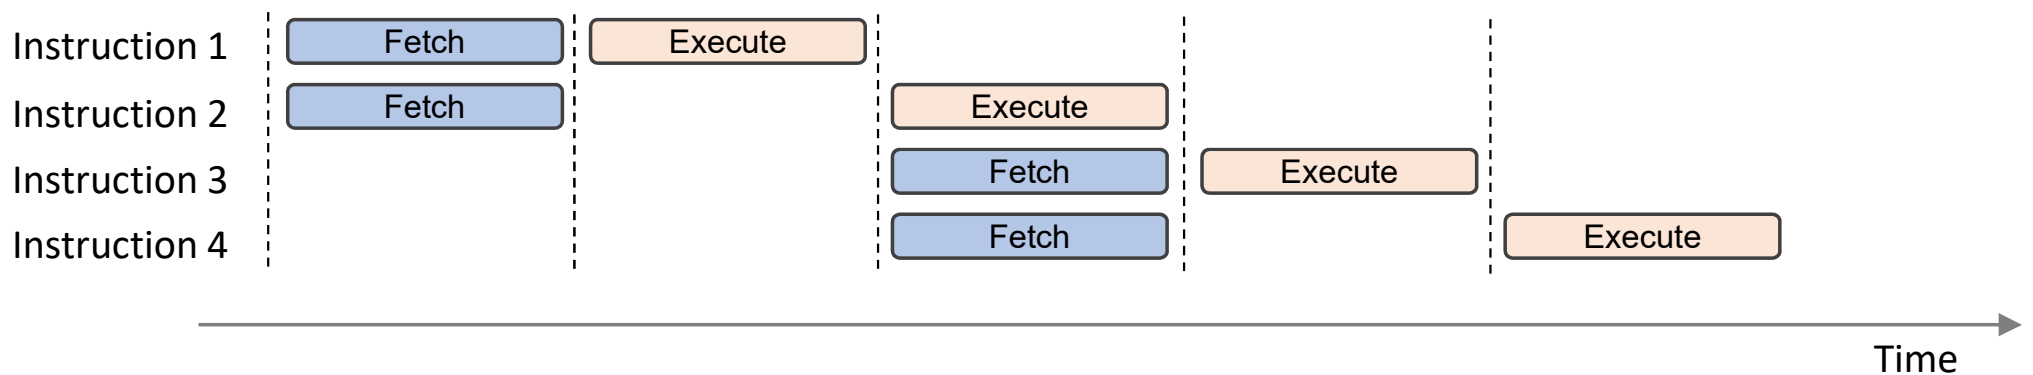 Instruction 1 Fetch Execute
Instruction 2 Fetch Execute
Instruction 3 Fetch Execute
Instruction 4 Fetch Execute
Time